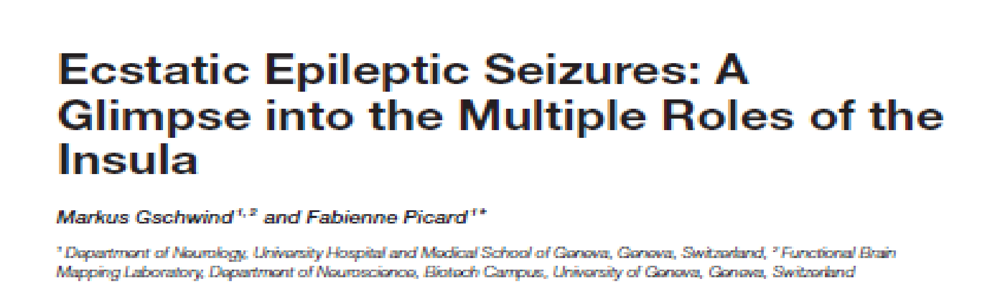 Ecstatic Epileptic Seizures: A
Glimpse into the Multiple Roles of the
Insula
Markus Gschwind 1,2 and Fabienne Picard 1*
1 Department of Neurology, University Hospital and Medical School of Geneva, Geneva, Switzerland, 2 Functional Brain
Mapping Laboratory, Department of Neuroscience, Biotech Campus, University of Geneva, Geneva, Switzerland